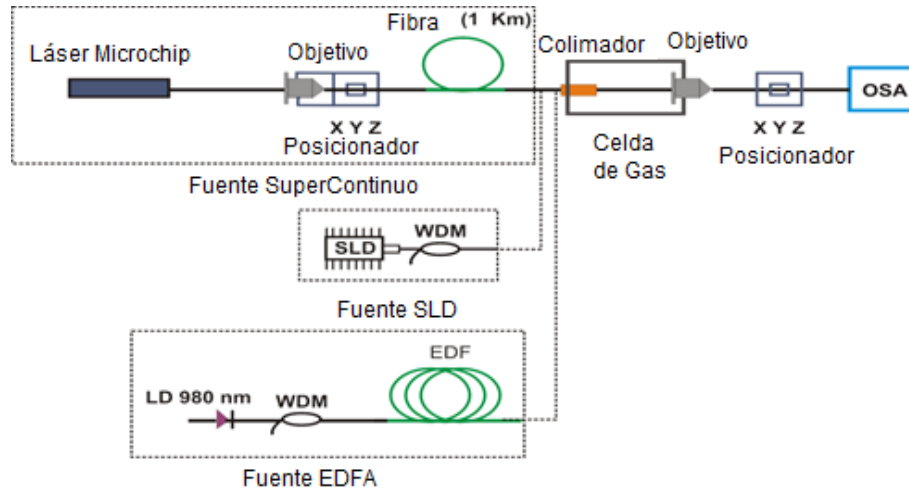 Fibra (1 Km)
Láser Microchip
Objetivo
Colimador
Objetivo
OSA
X Y Z
Posicionador
Celda
de Gas
X Y Z
Posicionador
Fuente SuperContinuo
SLD
WDM
Fuente SLD
EDF
LD 980 nm
WDM
Fuente EDFA